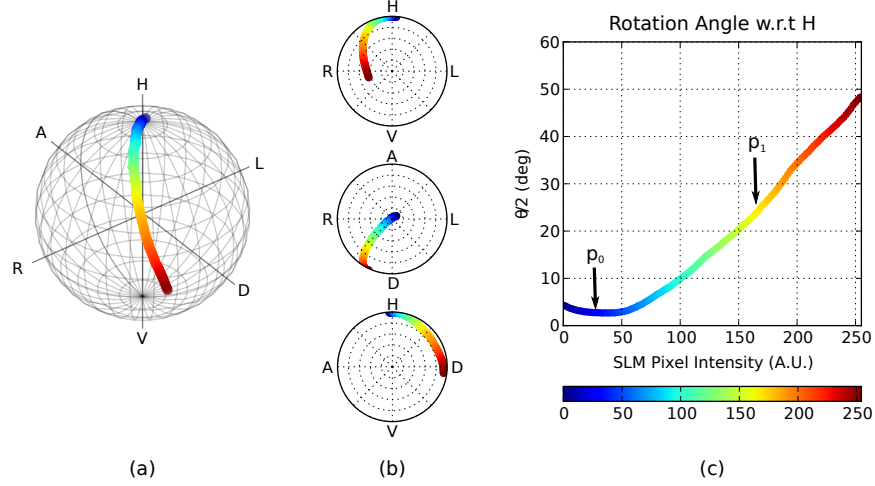 H
A
L
R
D
V
(a)
H
R
L
V
A
R
L
D
H
A
D
V
(b)
Rotation Angle w.r.t H
θ/2 (deg)
60
50
40
30
20
10
0
p₀
p₁
0 50 100 150 200 250
SLM Pixel Intensity (A.U.)
0 50 100 150 200 250
(c)